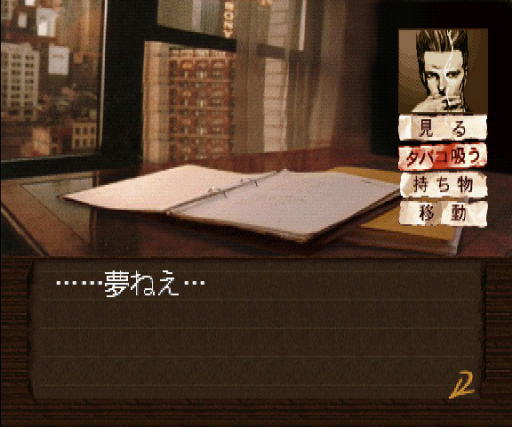 見る
タバコ吸う
持ち物
移動
……夢ねえ…